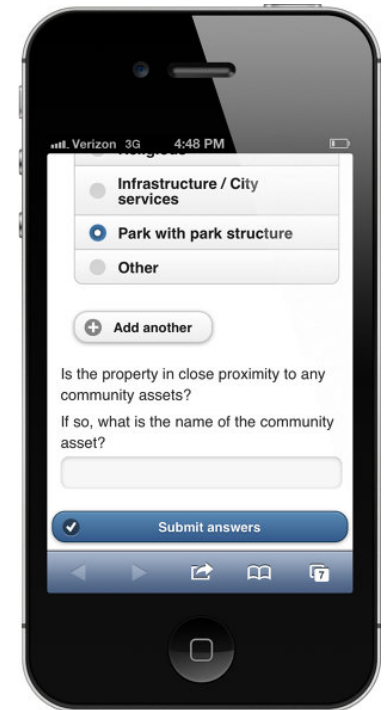 Verizon 3G 4:48 PM
Religious
Infrastructure / City
services
Park with park structure
Other
Add another
Is the property in close proximity to any
community assets?
If so, what is the name of the community
asset?
Submit answers
7